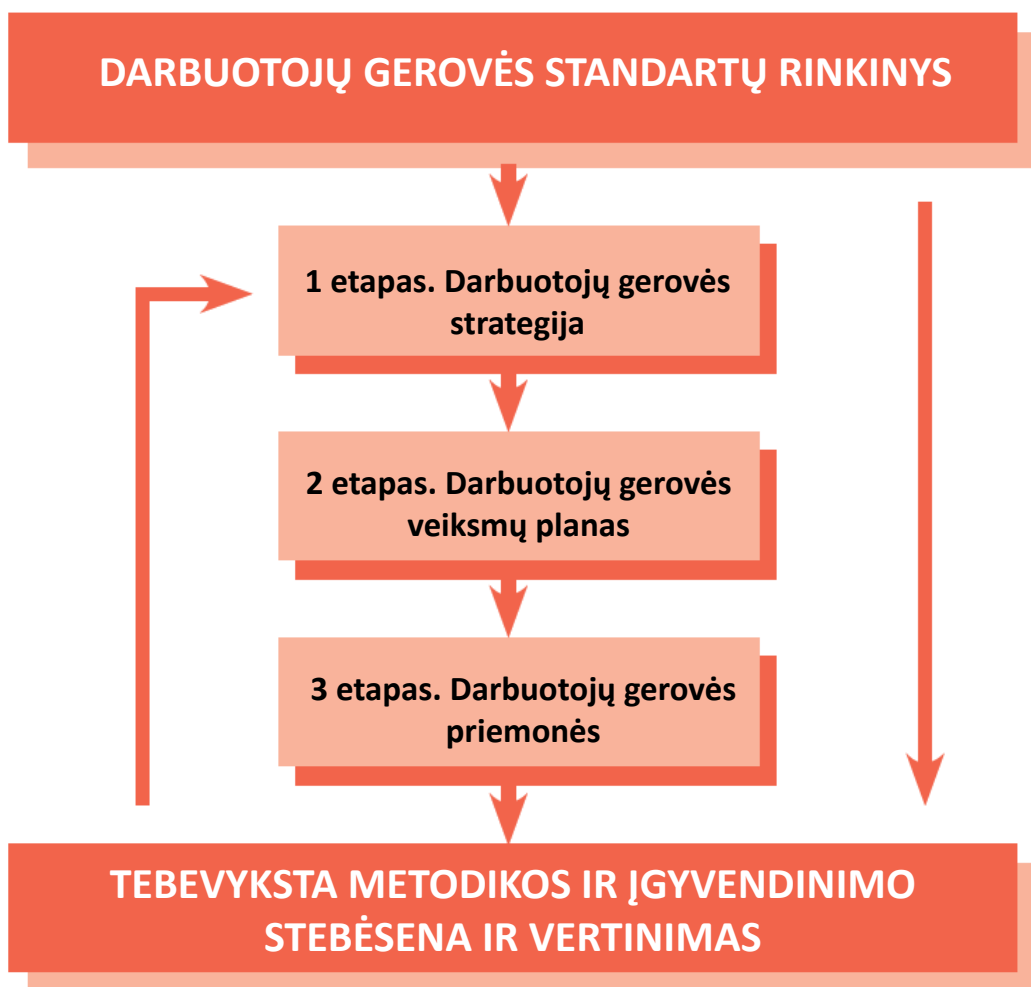 DARBUOTOJŲ GEROVĖS STANDARTŲ RINKINYS
1 etapas. Darbuotojų gerovės
strategija
2 etapas. Darbuotojų gerovės
veiksmų planas
3 etapas. Darbuotojų gerovės
priemonės
TEBEVYKSTA METODIKOS IR ĮGYVENDINIMO
STEBĖSENA IR VERTINIMAS